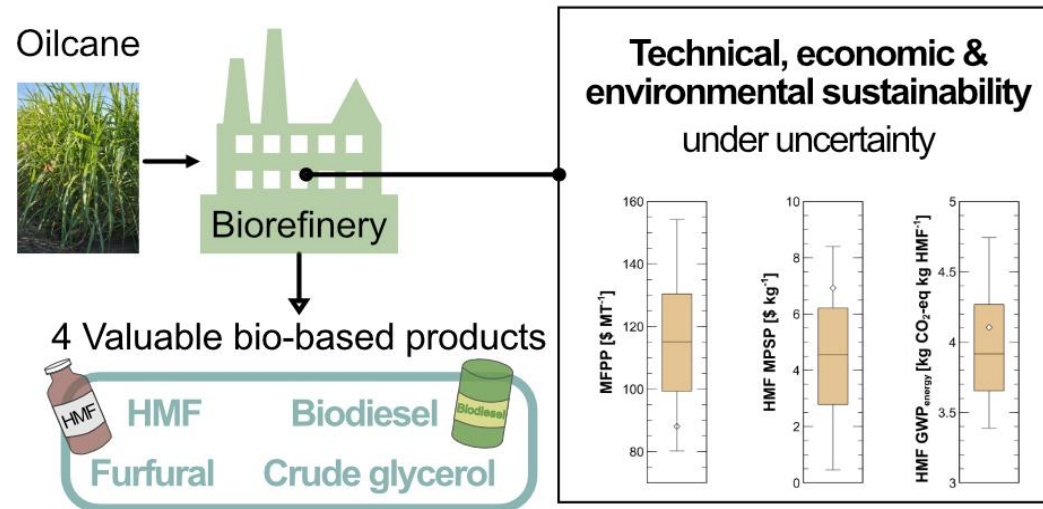 Oilcane
Biorefinery
4 Valuable bio-based products
HMF
HMF
Biodiesel
Biodiesel
Furfural
Crude glycerol
Technical, economic &
environmental sustainability
under uncertainty
MFPP [$ MT⁻¹]
160
140
120
100
80
HMF MPSP [$ kg⁻¹]
10
8
6
4
2
0
HMF GWPenergy [kg CO₂-eq kg HMF⁻¹]
5
4.5
4
3.5
3